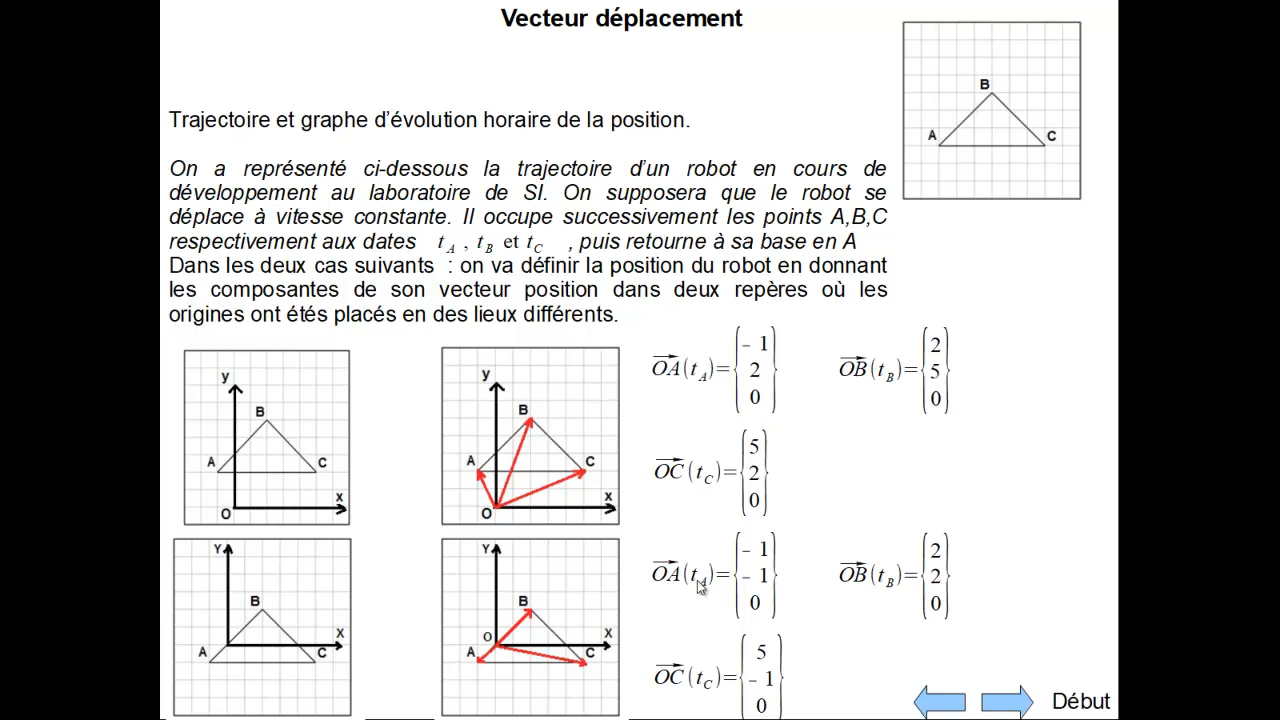 Vecteur déplacement
B
A
C
Trajectoire et graphe d'évolution horaire de la position.
On a représenté ci-dessous la trajectoire d'un robot en cours de
développement au laboratoire de SI. On supposera que le robot se
déplace à vitesse constante. Il occupe successivement les points A,B,C
respectivement aux dates t_A , t_B et t_C , puis retourne à sa base en A
Dans les deux cas suivants : on va définir la position du robot en donnant
les composantes de son vecteur position dans deux repères où les
origines ont étés placés en des lieux différents.
y
B
A
C
x
O
y
B
A
C
x
O
OA(t_A)={ – 1
2
0 }
OB(t_B)={ 2
5
0 }
OC(t_C)={ 5
2
0 }
Y
B
X
A
C
Y
B
O
X
A
C
OA(t_A)={ – 1
– 1
0 }
OB(t_B)={ 2
2
0 }
OC(t_C)={ 5
– 1
0 }
Début